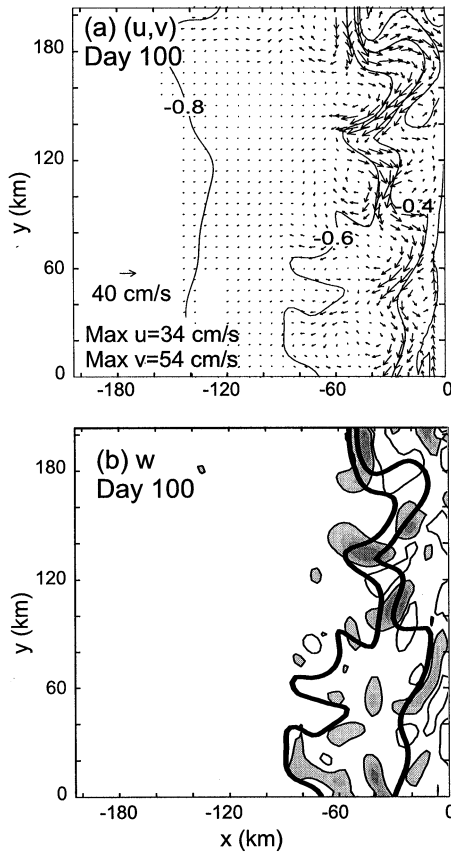 (a) (u,v)
Day 100
180
-0.8
120
y (km)
-0.4
-0.6
60
40 cm/s
Max u=34 cm/s
Max v=54 cm/s
0
-180 -120 -60 0
(b) w
Day 100
180
120
y (km)
60
0
-180 -120 -60 0
x (km)